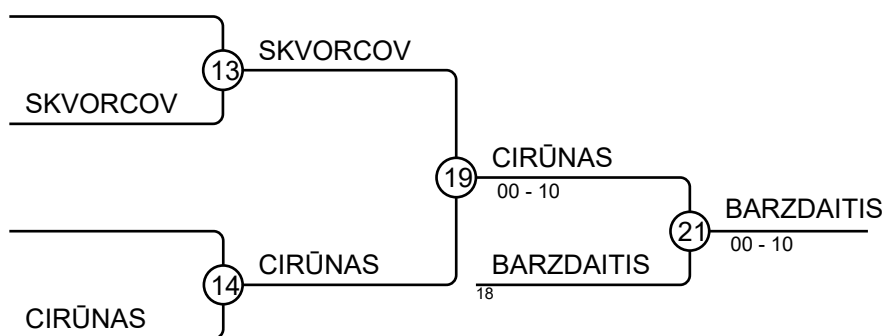 SKVORCOV
13
SKVORCOV
CIRŪNAS
19
00 - 10
BARZDAITIS
21
00 - 10
CIRŪNAS
BARZDAITIS
14
18
CIRŪNAS